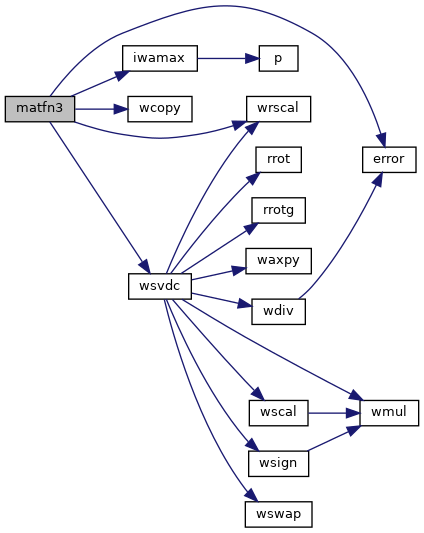 iwamax
p
matfn3
wcopy
wrscal
rrot
error
rrotg
waxpy
wsvdc
wdiv
wscal
wmul
wsign
wswap